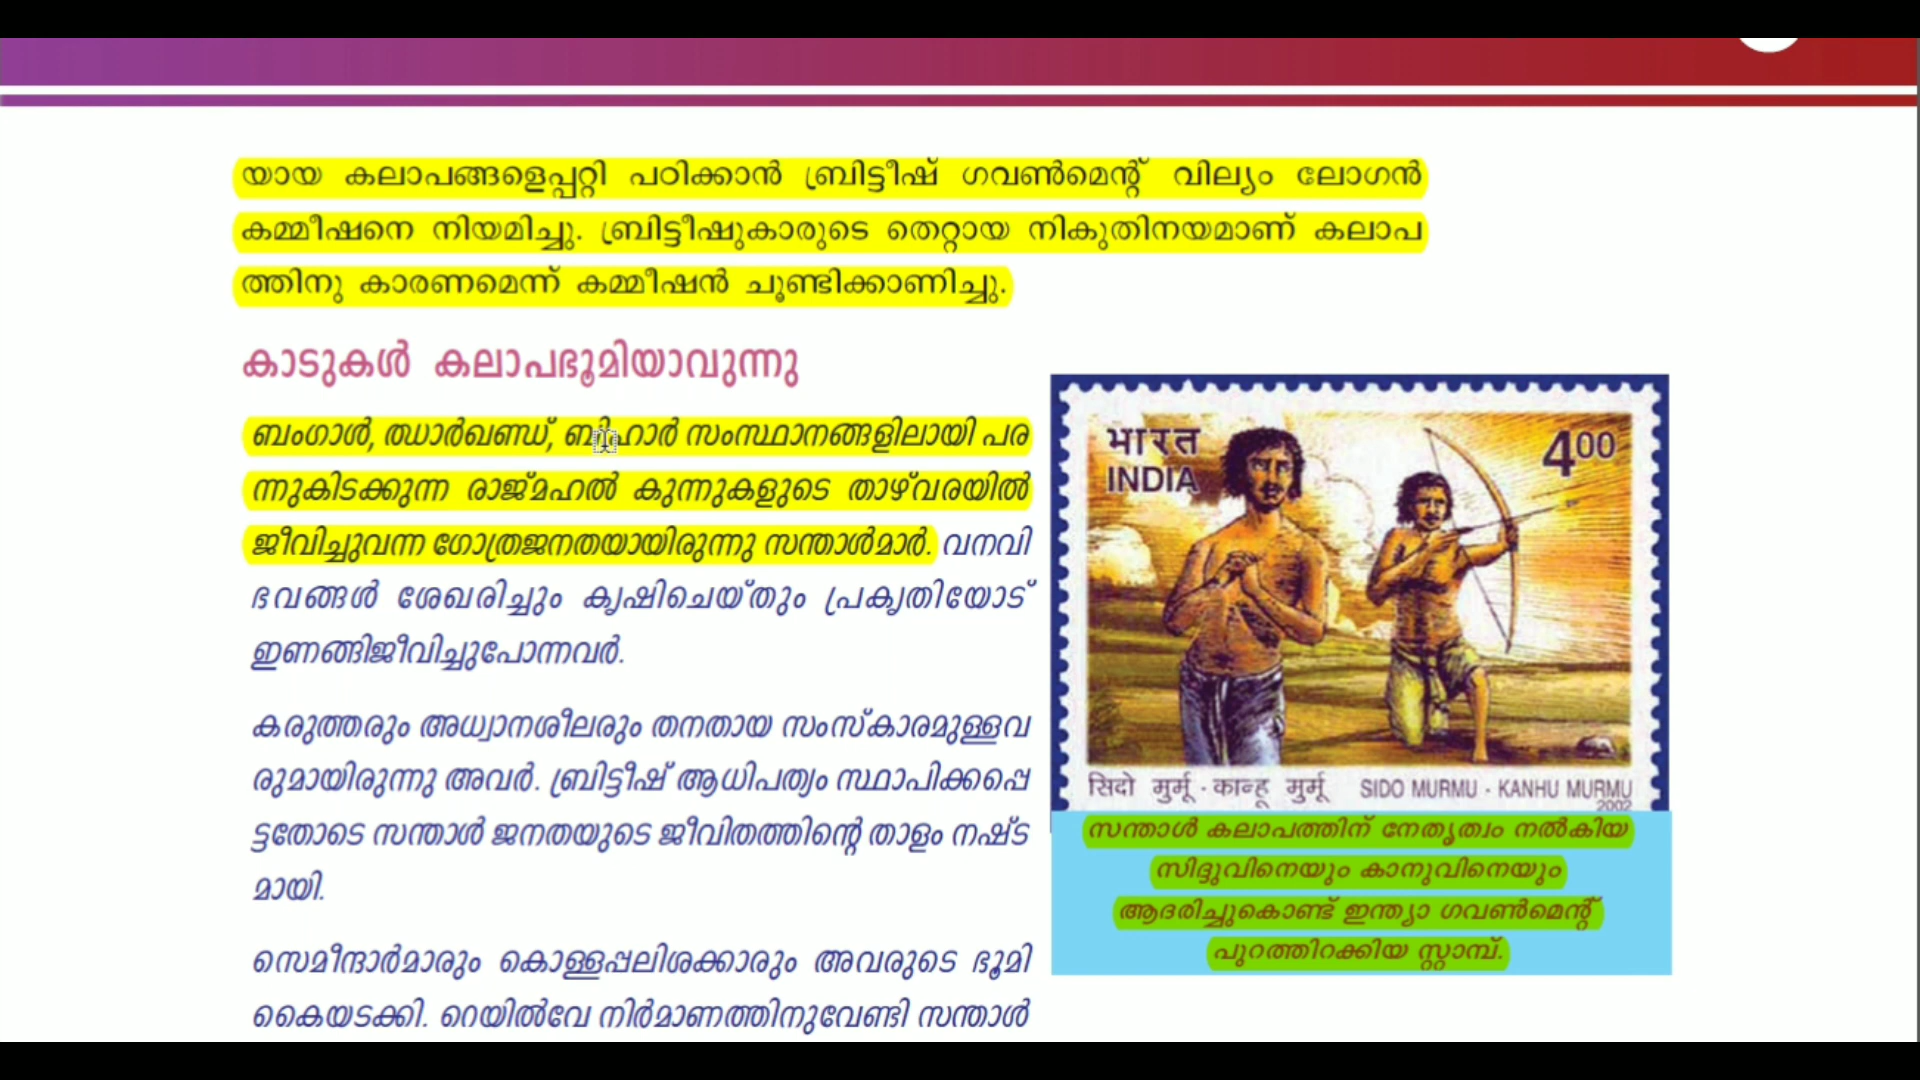 യായ കലാപങ്ങളെപ്പറ്റി പഠിക്കാൻ ബ്രിട്ടീഷ് ഗവൺമെന്റ് വില്യം ലോഗൻ
കമ്മീഷനെ നിയമിച്ചു. ബ്രിട്ടീഷുകാരുടെ തെറ്റായ നികുതിനയമാണ് കലാപ
ത്തിനു കാരണമെന്ന് കമ്മീഷൻ ചൂണ്ടിക്കാണിച്ചു.
കാടുകൾ കലാപഭൂമിയാവുന്നു
ബംഗാൾ, ഝാർഖണ്ഡ്, ബിഹാർ സംസ്ഥാനങ്ങളിലായി പര
ന്നുകിടക്കുന്ന രാജ്മഹൽ കുന്നുകളുടെ താഴ്‌വരയിൽ
ജീവിച്ചുവന്ന ഗോത്രജനതയായിരുന്നു സന്താൾമാർ. വനവി
ഭവങ്ങൾ ശേഖരിച്ചും കൃഷിചെയ്തും പ്രകൃതിയോട്
ഇണങ്ങിജീവിച്ചുപോന്നവർ.
കരുത്തരും അധ്വാനശീലരും തനതായ സംസ്കാരമുള്ളവ
രുമായിരുന്നു അവർ. ബ്രിട്ടീഷ് ആധിപത്യം സ്ഥാപിക്കപ്പെ
ട്ടതോടെ സന്താൾ ജനതയുടെ ജീവിതത്തിന്റെ താളം നഷ്ട
മായി.
സെമീന്ദാർമാരും കൊള്ളപ്പലിശക്കാരും അവരുടെ ഭൂമി
കൈയടക്കി. റെയിൽവേ നിർമാണത്തിനുവേണ്ടി സന്താൾ
भारत
INDIA
400
सिदो मुर्मू - कान्हू मुर्मू SIDO MURMU - KANHU MURMU
2002
സന്താൾ കലാപത്തിന് നേതൃത്വം നൽകിയ
സിദ്ദുവിനെയും കാനുവിനെയും
ആദരിച്ചുകൊണ്ട് ഇന്ത്യാ ഗവൺമെന്റ്
പുറത്തിറക്കിയ സ്റ്റാമ്പ്.